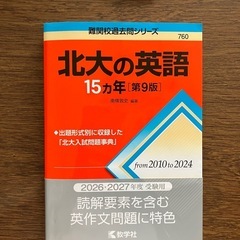 難関校過去問シリーズ
760
北大の英語
15ヵ年[第9版]
編著
◆出題形式別に収録した
「北大入試問題事典」
from 2010 to 2024
2026・2027年度 受験用
読解要素を含む
英作文問題に特色
教学社